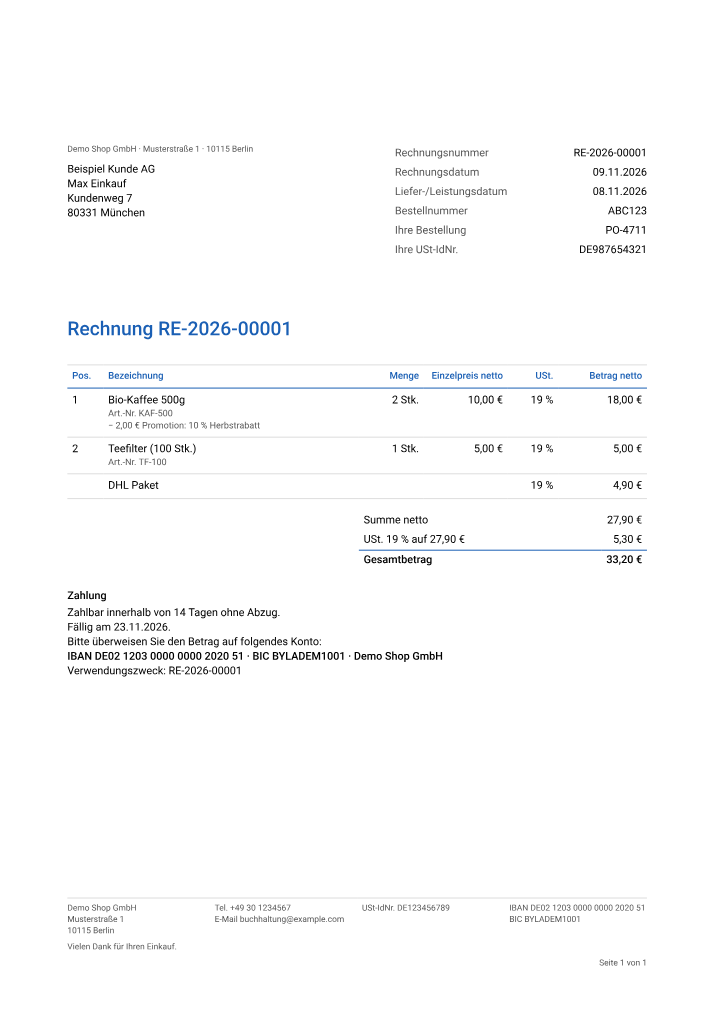 Demo Shop GmbH · Musterstraße 1 · 10115 Berlin
Beispiel Kunde AG
Max Einkauf
Kundenweg 7
80331 München
Rechnungsnummer RE-2026-00001
Rechnungsdatum 09.11.2026
Liefer-/Leistungsdatum 08.11.2026
Bestellnummer ABC123
Ihre Bestellung PO-4711
Ihre USt-IdNr. DE987654321
Rechnung RE-2026-00001
Pos. Bezeichnung Menge Einzelpreis netto USt. Betrag netto
1 Bio-Kaffee 500g 2 Stk. 10,00 € 19 % 18,00 €
Art.-Nr. KAF-500
− 2,00 € Promotion: 10 % Herbstrabatt
2 Teefilter (100 Stk.) 1 Stk. 5,00 € 19 % 5,00 €
Art.-Nr. TF-100
DHL Paket 19 % 4,90 €
Summe netto 27,90 €
USt. 19 % auf 27,90 € 5,30 €
Gesamtbetrag 33,20 €
Zahlung
Zahlbar innerhalb von 14 Tagen ohne Abzug.
Fällig am 23.11.2026.
Bitte überweisen Sie den Betrag auf folgendes Konto:
IBAN DE02 1203 0000 0000 2020 51 · BIC BYLADEM1001 · Demo Shop GmbH
Verwendungszweck: RE-2026-00001
Demo Shop GmbH Tel. +49 30 1234567 USt-IdNr. DE123456789 IBAN DE02 1203 0000 0000 2020 51
Musterstraße 1 E-Mail buchhaltung@example.com BIC BYLADEM1001
10115 Berlin
Vielen Dank für Ihren Einkauf.
Seite 1 von 1